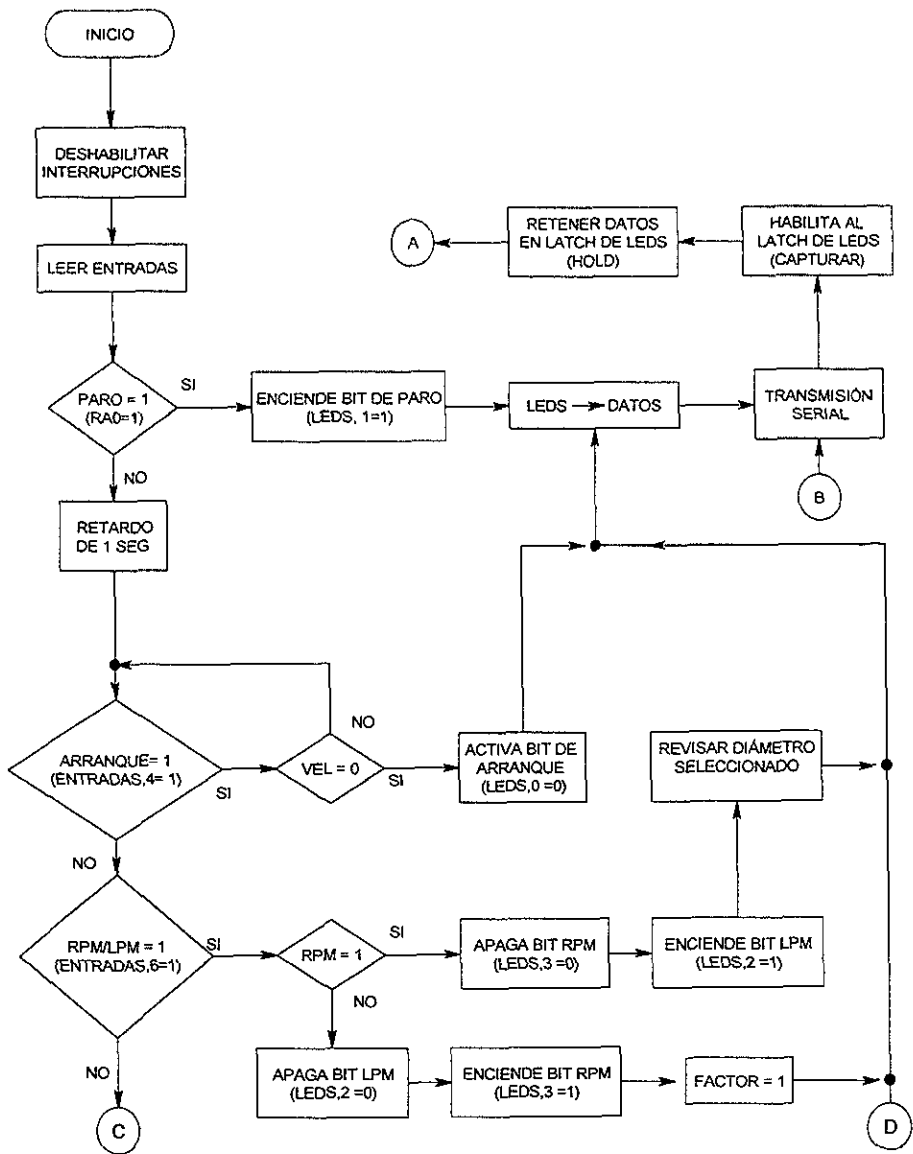 INICIO
DESHABILITAR
INTERRUPCIONES
LEER ENTRADAS
A
RETENER DATOS
EN LATCH DE LEDS
(HOLD)
HABILITA AL
LATCH DE LEDS
(CAPTURAR)
PARO = 1
(RA0=1)
SI
NO
ENCIENDE BIT DE PARO
(LEDS, 1=1)
LEDS → DATOS
TRANSMISIÓN
SERIAL
B
RETARDO
DE 1 SEG
ARRANQUE= 1
(ENTRADAS,4= 1)
SI
NO
VEL = 0
NO
SI
ACTIVA BIT DE
ARRANQUE
(LEDS,0 =0)
REVISAR DIÁMETRO
SELECCIONADO
RPM/LPM = 1
(ENTRADAS,6=1)
SI
NO
RPM = 1
SI
NO
APAGA BIT RPM
(LEDS,3 =0)
ENCIENDE BIT LPM
(LEDS,2 =1)
APAGA BIT LPM
(LEDS,2 =0)
ENCIENDE BIT RPM
(LEDS,3 =1)
FACTOR = 1
C
D